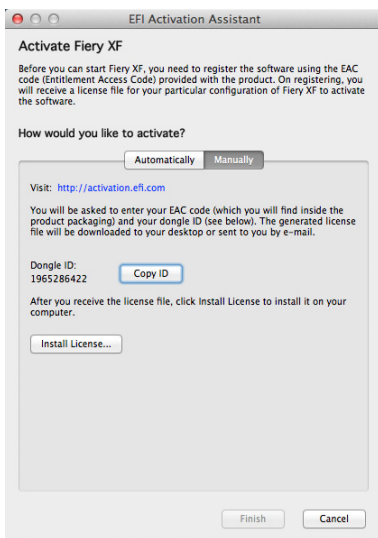 EFI Activation Assistant
Activate Fiery XF
Before you can start Fiery XF, you need to register the software using the EAC
code (Entitlement Access Code) provided with the product. On registering, you
will receive a license file for your particular configuration of Fiery XF to activate
the software.
How would you like to activate?
Automatically Manually
Visit: http://activation.efi.com
You will be asked to enter your EAC code (which you will find inside the
product packaging) and your dongle ID (see below). The generated license
file will be downloaded to your desktop or sent to you by e-mail.
Dongle ID:
1965286422 Copy ID
After you receive the license file, click Install License to install it on your
computer.
Install License...
Finish Cancel